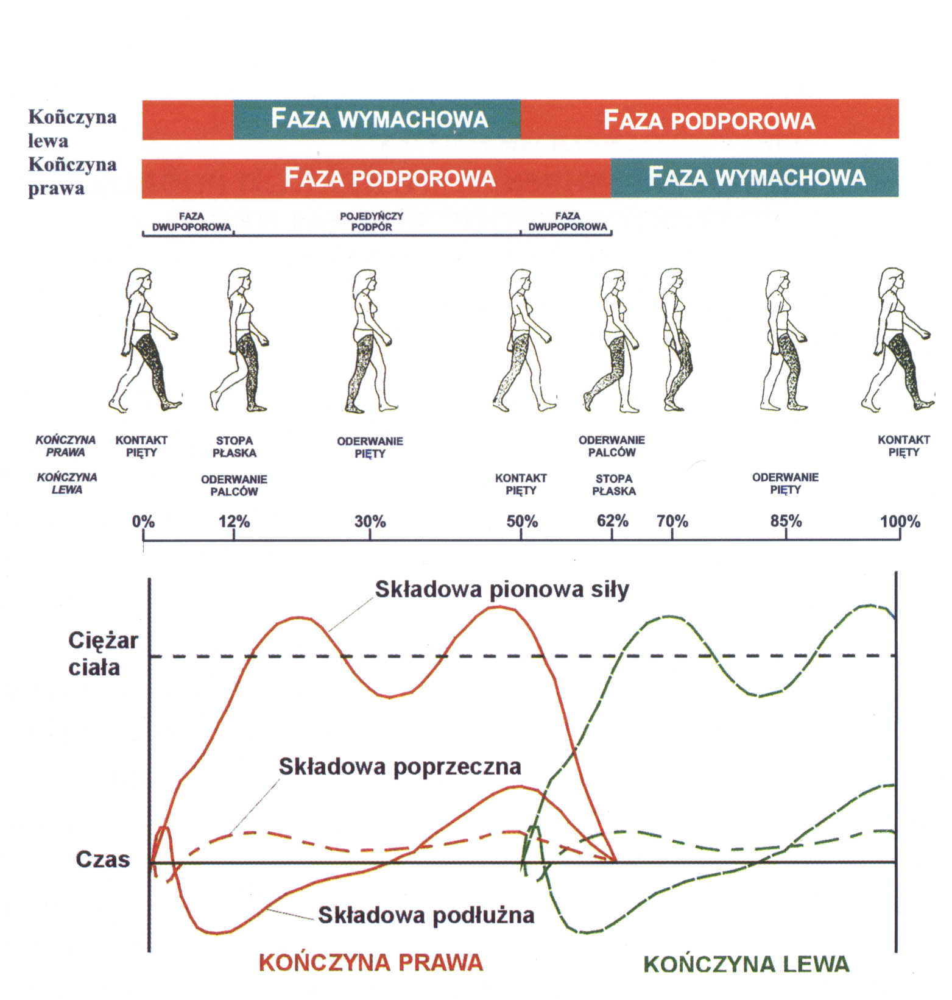 Kończyna
lewa
FAZA WYMACHOWA
FAZA PODPOROWA
Kończyna
prawa
FAZA PODPOROWA
FAZA WYMACHOWA
FAZA
DWUPOPOROWA
POJEDYŃCZY
PODPÓR
FAZA
DWUPOPOROWA
KOŃCZYNA
PRAWA
KONTAKT
PIĘTY
STOPA
PŁASKA
ODERWANIE
PIĘTY
ODERWANIE
PALCÓW
KONTAKT
PIĘTY
KOŃCZYNA
LEWA
ODERWANIE
PALCÓW
KONTAKT
PIĘTY
STOPA
PŁASKA
ODERWANIE
PIĘTY
0% 12% 30% 50% 62% 70% 85% 100%
Składowa pionowa siły
Ciężar
ciała
Składowa poprzeczna
Czas
Składowa podłużna
KOŃCZYNA PRAWA
KOŃCZYNA LEWA